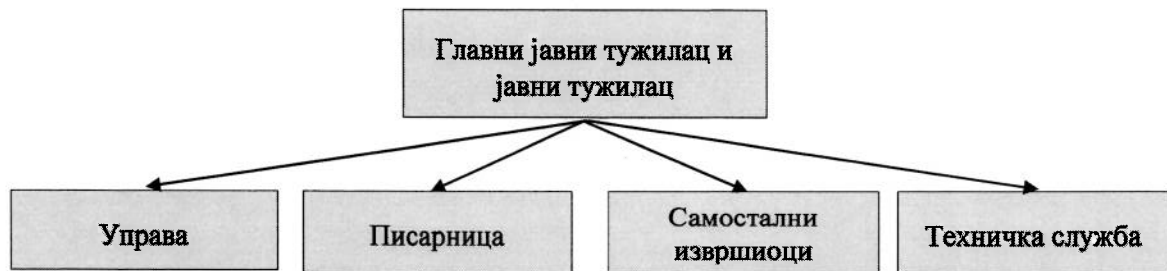 Главни јавни тужилац и
јавни тужилац
Управа
Писарница
Самостални
извршиоци
Техничка служба